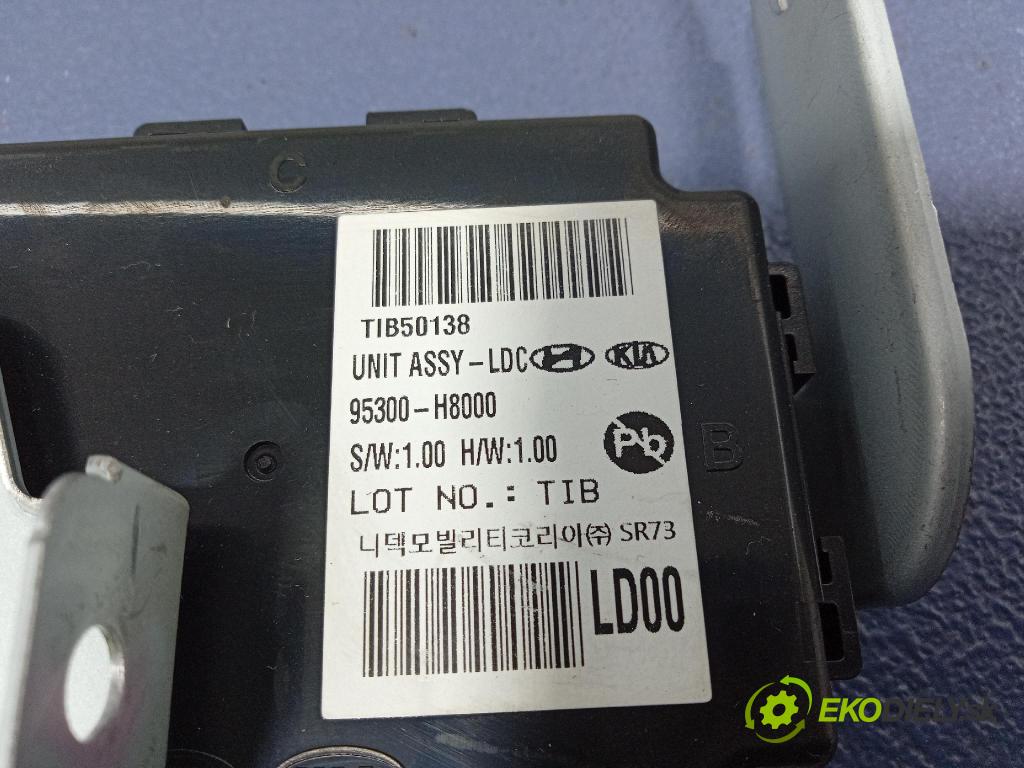 C
TIB50138
UNIT ASSY-LDC KIA
95300-H8000
S/W:1.00 H/W:1.00 Pb
B
LOT NO.: TIB
니덱모빌리티코리아㈜ SR73
LD00
EKODIELY.SK